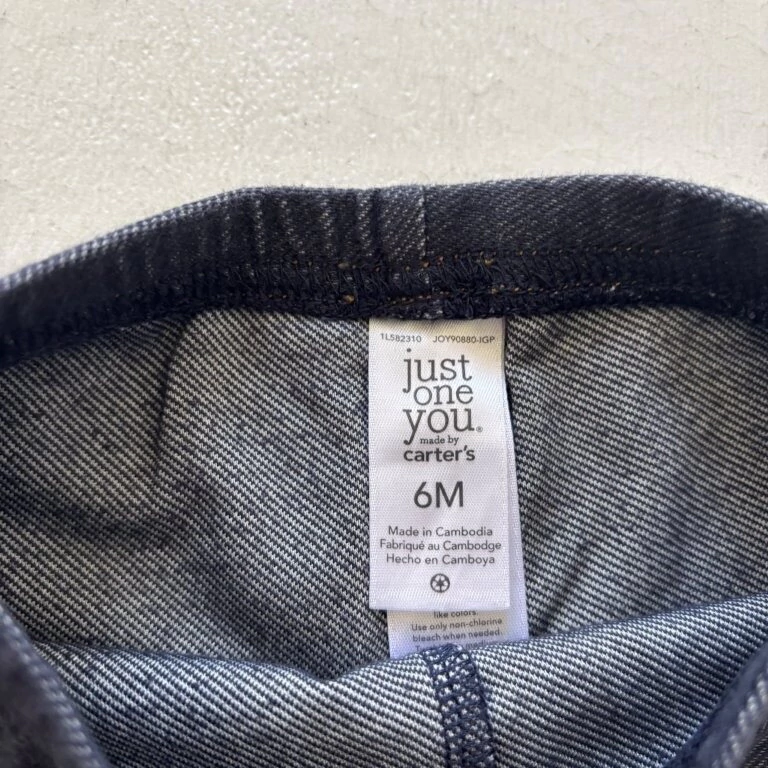 1L582310 JOY90880-IGP
just
one
you®
made by
carter's
6M
Made in Cambodia
Fabriqué au Cambodge
Hecho en Camboya
like colors.
Use only non-chlorine
bleach when needed.